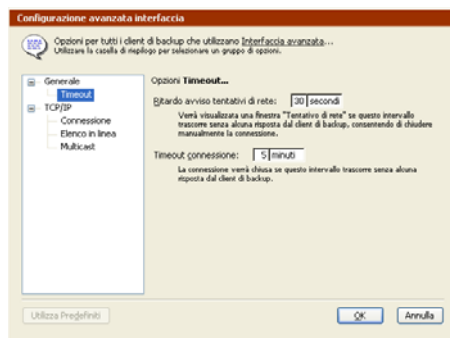 Configurazione avanzata interfaccia
Opzioni per tutti i client di backup che utilizzano Interfaccia avanzata...
Utilizzare la casella di riepilogo per selezionare un gruppo di opzioni.
Generale
Timeout
TCP/IP
Connessione
Elenco in linea
Multicast
Opzioni Timeout...
Ritardo avviso tentativi di rete: 30 secondi
Verrà visualizzata una finestra "Tentativo di rete" se questo intervallo
trascorre senza alcuna risposta dal client di backup, consentendo di chiudere
manualmente la connessione.
Timeout connessione: 5 minuti
La connessione verrà chiusa se questo intervallo trascorre senza alcuna
risposta dal client di backup.
Utilizza Predefiniti
OK
Annulla